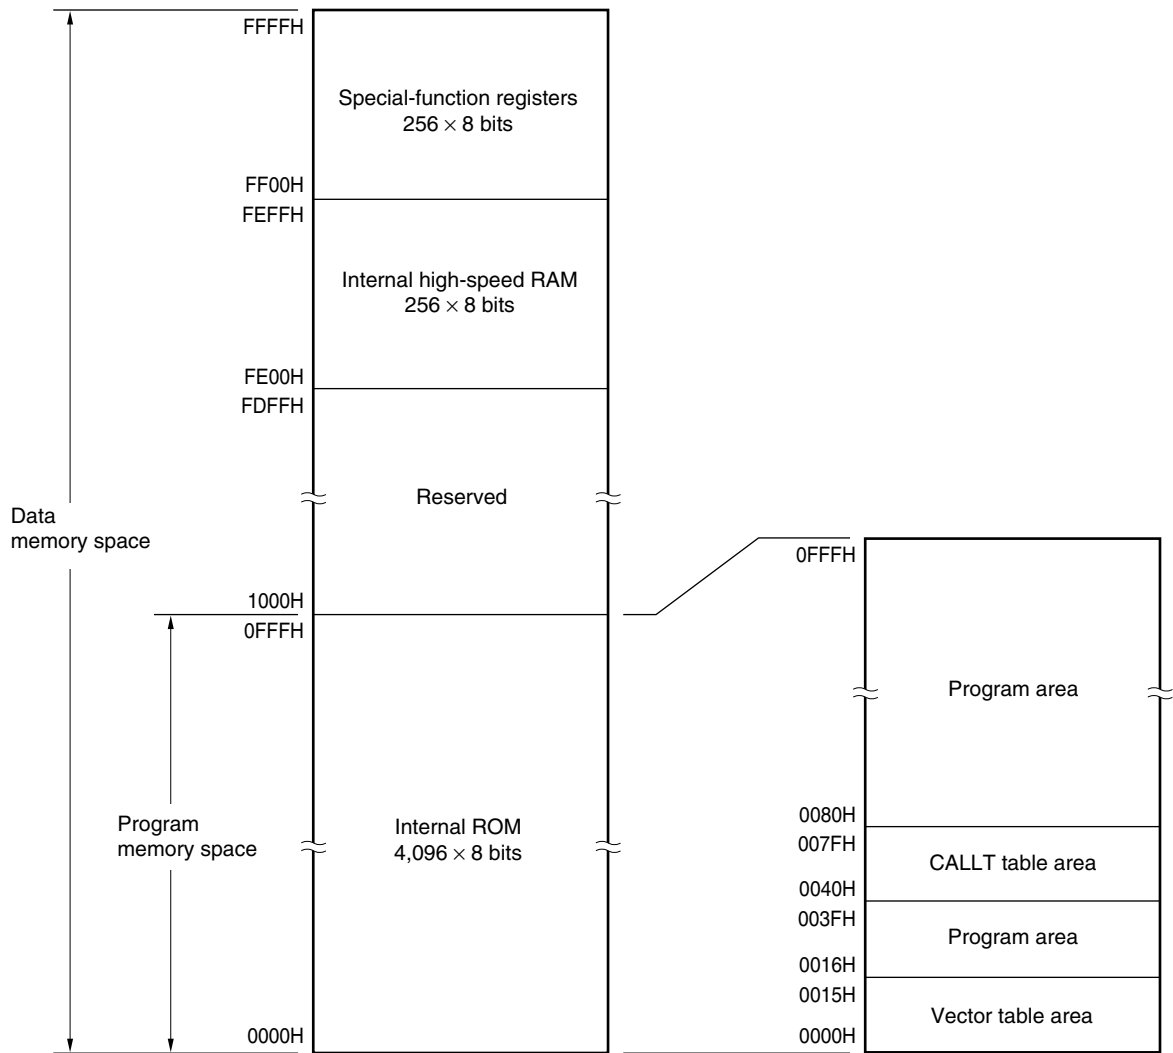 FFFFH
Special-function registers
256 × 8 bits
FF00H
FEFFH
Internal high-speed RAM
256 × 8 bits
FE00H
FDFFH
Reserved
Data
memory space
1000H
0FFFH
Program
memory space
Internal ROM
4,096 × 8 bits
0000H
0FFFH
Program area
0080H
007FH
CALLT table area
0040H
003FH
Program area
0016H
0015H
Vector table area
0000H